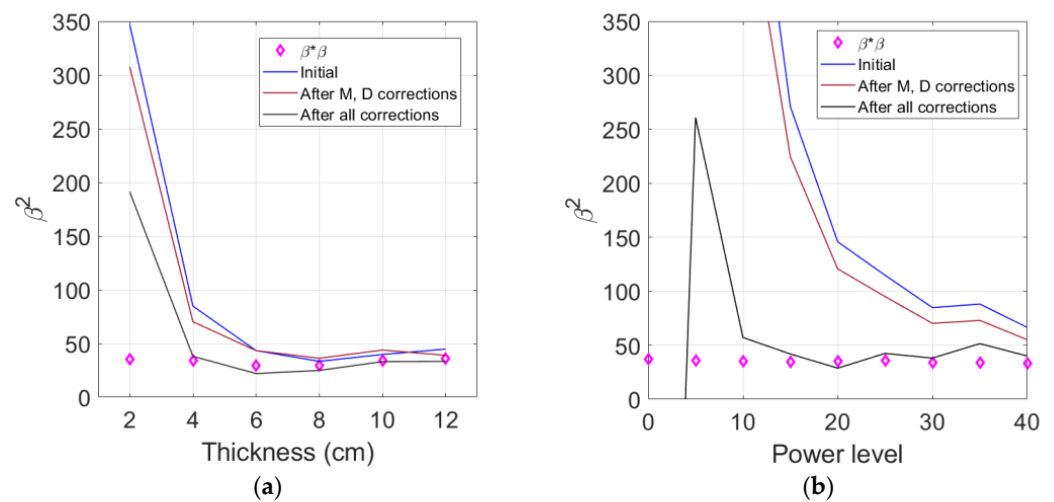 350
300
250
200
150
100
50
0
β²
2 4 6 8 10 12
Thickness (cm)
β*β
Initial
After M, D corrections
After all corrections
(a)
350
300
250
200
150
100
50
0
β²
0 10 20 30 40
Power level
β*β
Initial
After M, D corrections
After all corrections
(b)